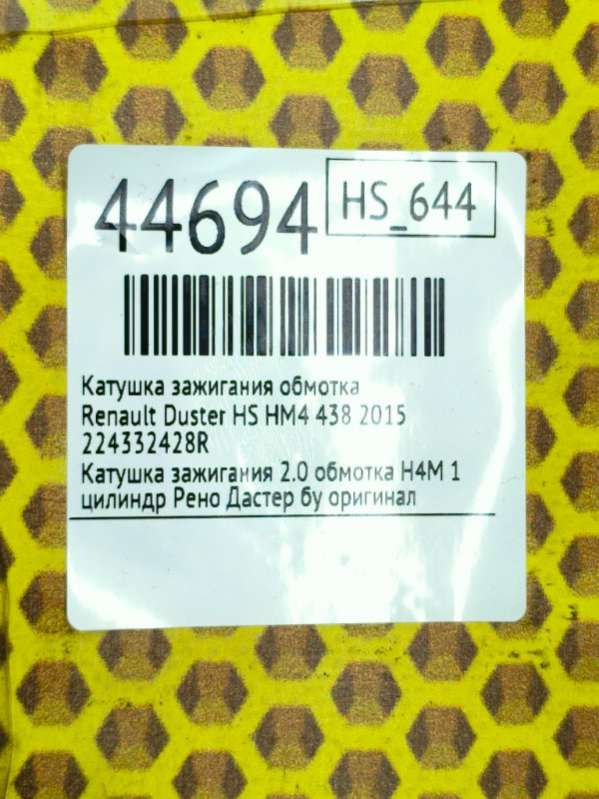 44694
HS_644
Катушка зажигания обмотка
Renault Duster HS HM4 438 2015
224332428R
Катушка зажигания 2.0 обмотка H4M 1
цилиндр Рено Дастер бу оригинал